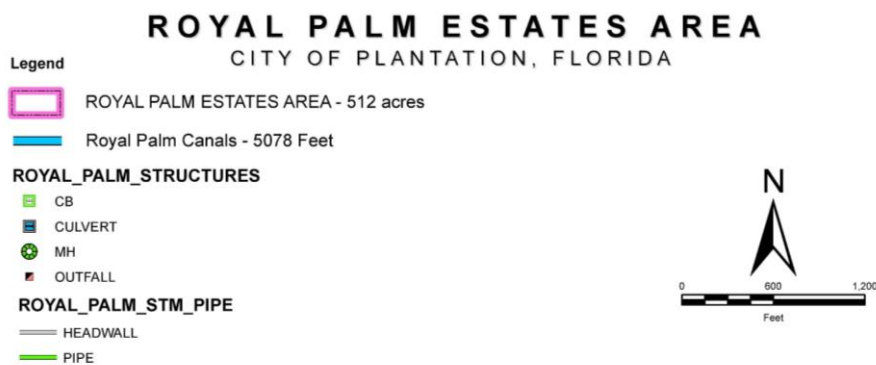 ROYAL PALM ESTATES AREA
CITY OF PLANTATION, FLORIDA
Legend
ROYAL PALM ESTATES AREA - 512 acres
Royal Palm Canals - 5078 Feet
ROYAL_PALM_STRUCTURES
CB
CULVERT
MH
OUTFALL
ROYAL_PALM_STM_PIPE
HEADWALL
PIPE
N
0 600 1,200
Feet